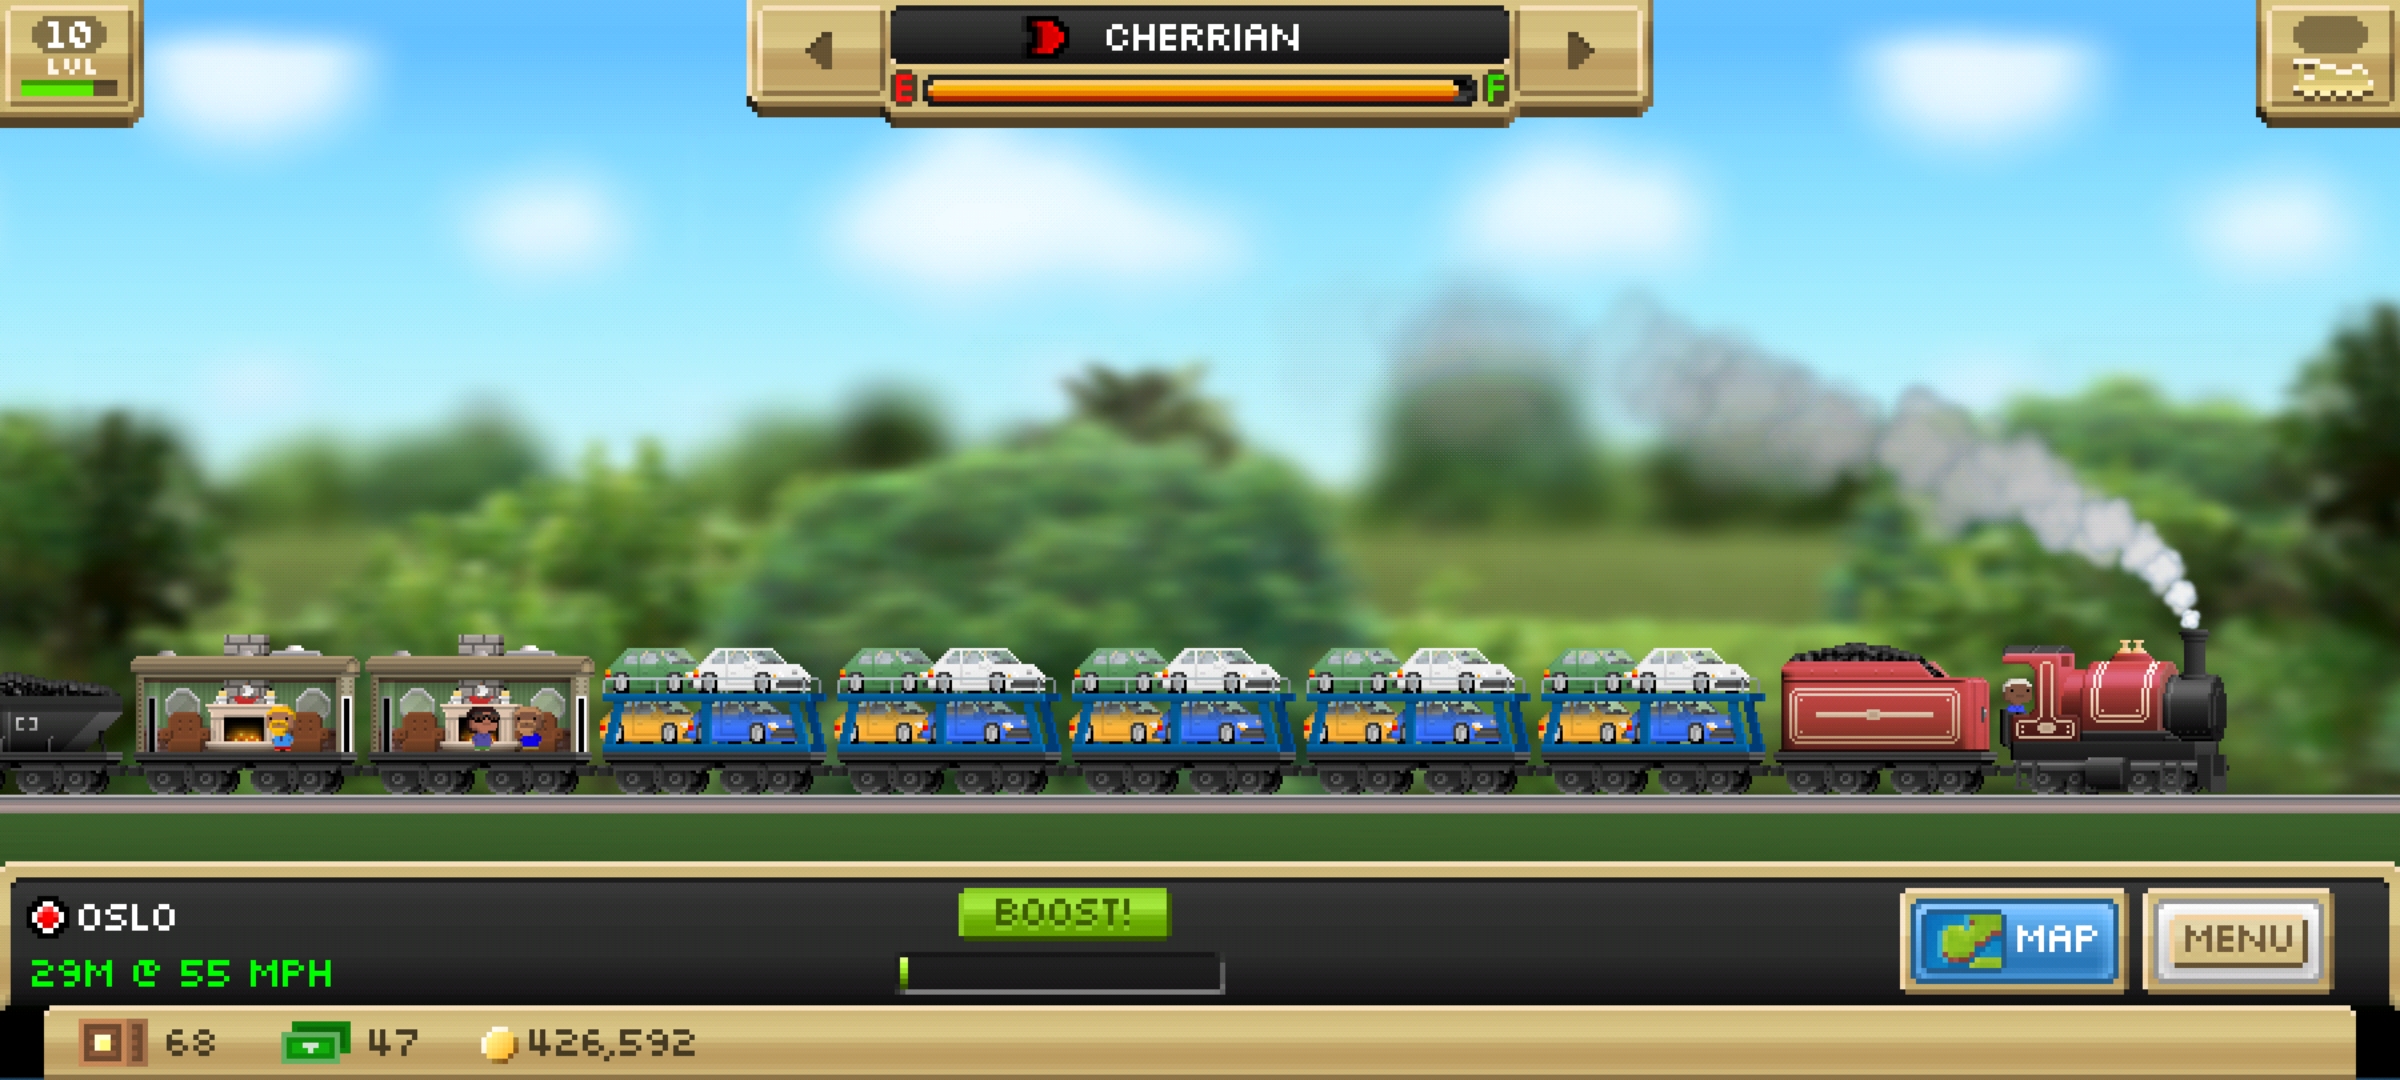 10
LVL
CHERRIAN
E F
OSLO
BOOST!
29M @ 55 MPH
MAP
MENU
68 47 426,592